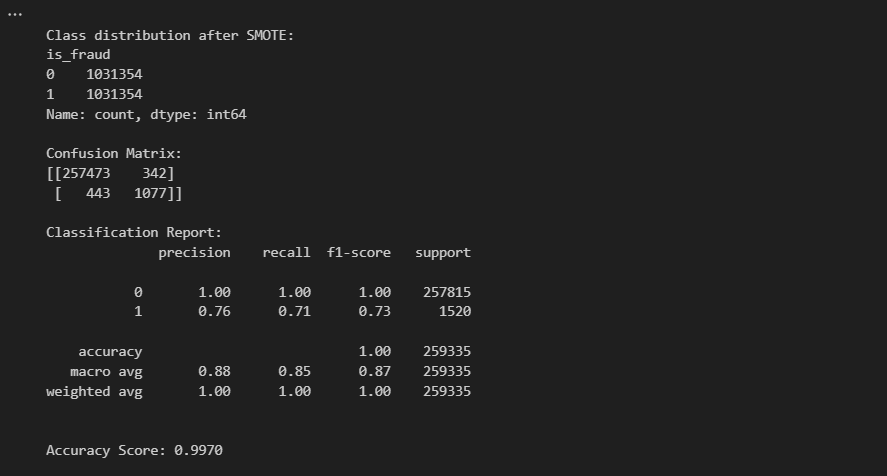 ...
Class distribution after SMOTE:
is_fraud
0    1031354
1    1031354
Name: count, dtype: int64
Confusion Matrix:
[[257473    342]
 [   443   1077]]
Classification Report:
              precision    recall  f1-score   support
           0       1.00      1.00      1.00    257815
           1       0.76      0.71      0.73      1520
    accuracy                           1.00    259335
   macro avg       0.88      0.85      0.87    259335
weighted avg       1.00      1.00      1.00    259335
Accuracy Score: 0.9970